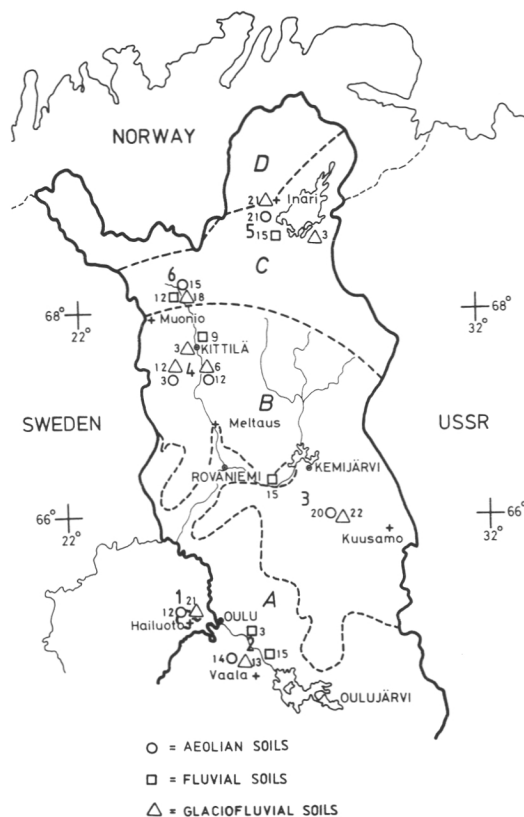 NORWAY
D
21 + Inari
21
5 15 3
C
6 15
12 18
68° 68°
22° 32°
+ Muonio
9
3 KITTILÄ
12 4 6
3 12
B
SWEDEN USSR
Meltaus
ROVANIEMI KEMIJÄRVI
15
3
20 22
66° 66°
22° 32°
Kuusamo
A
1 21
12
Hailuoto OULU
3
2
15
14 13
Vaala +
OULUJÄRVI
○ = AEOLIAN SOILS
□ = FLUVIAL SOILS
△ = GLACIOFLUVIAL SOILS